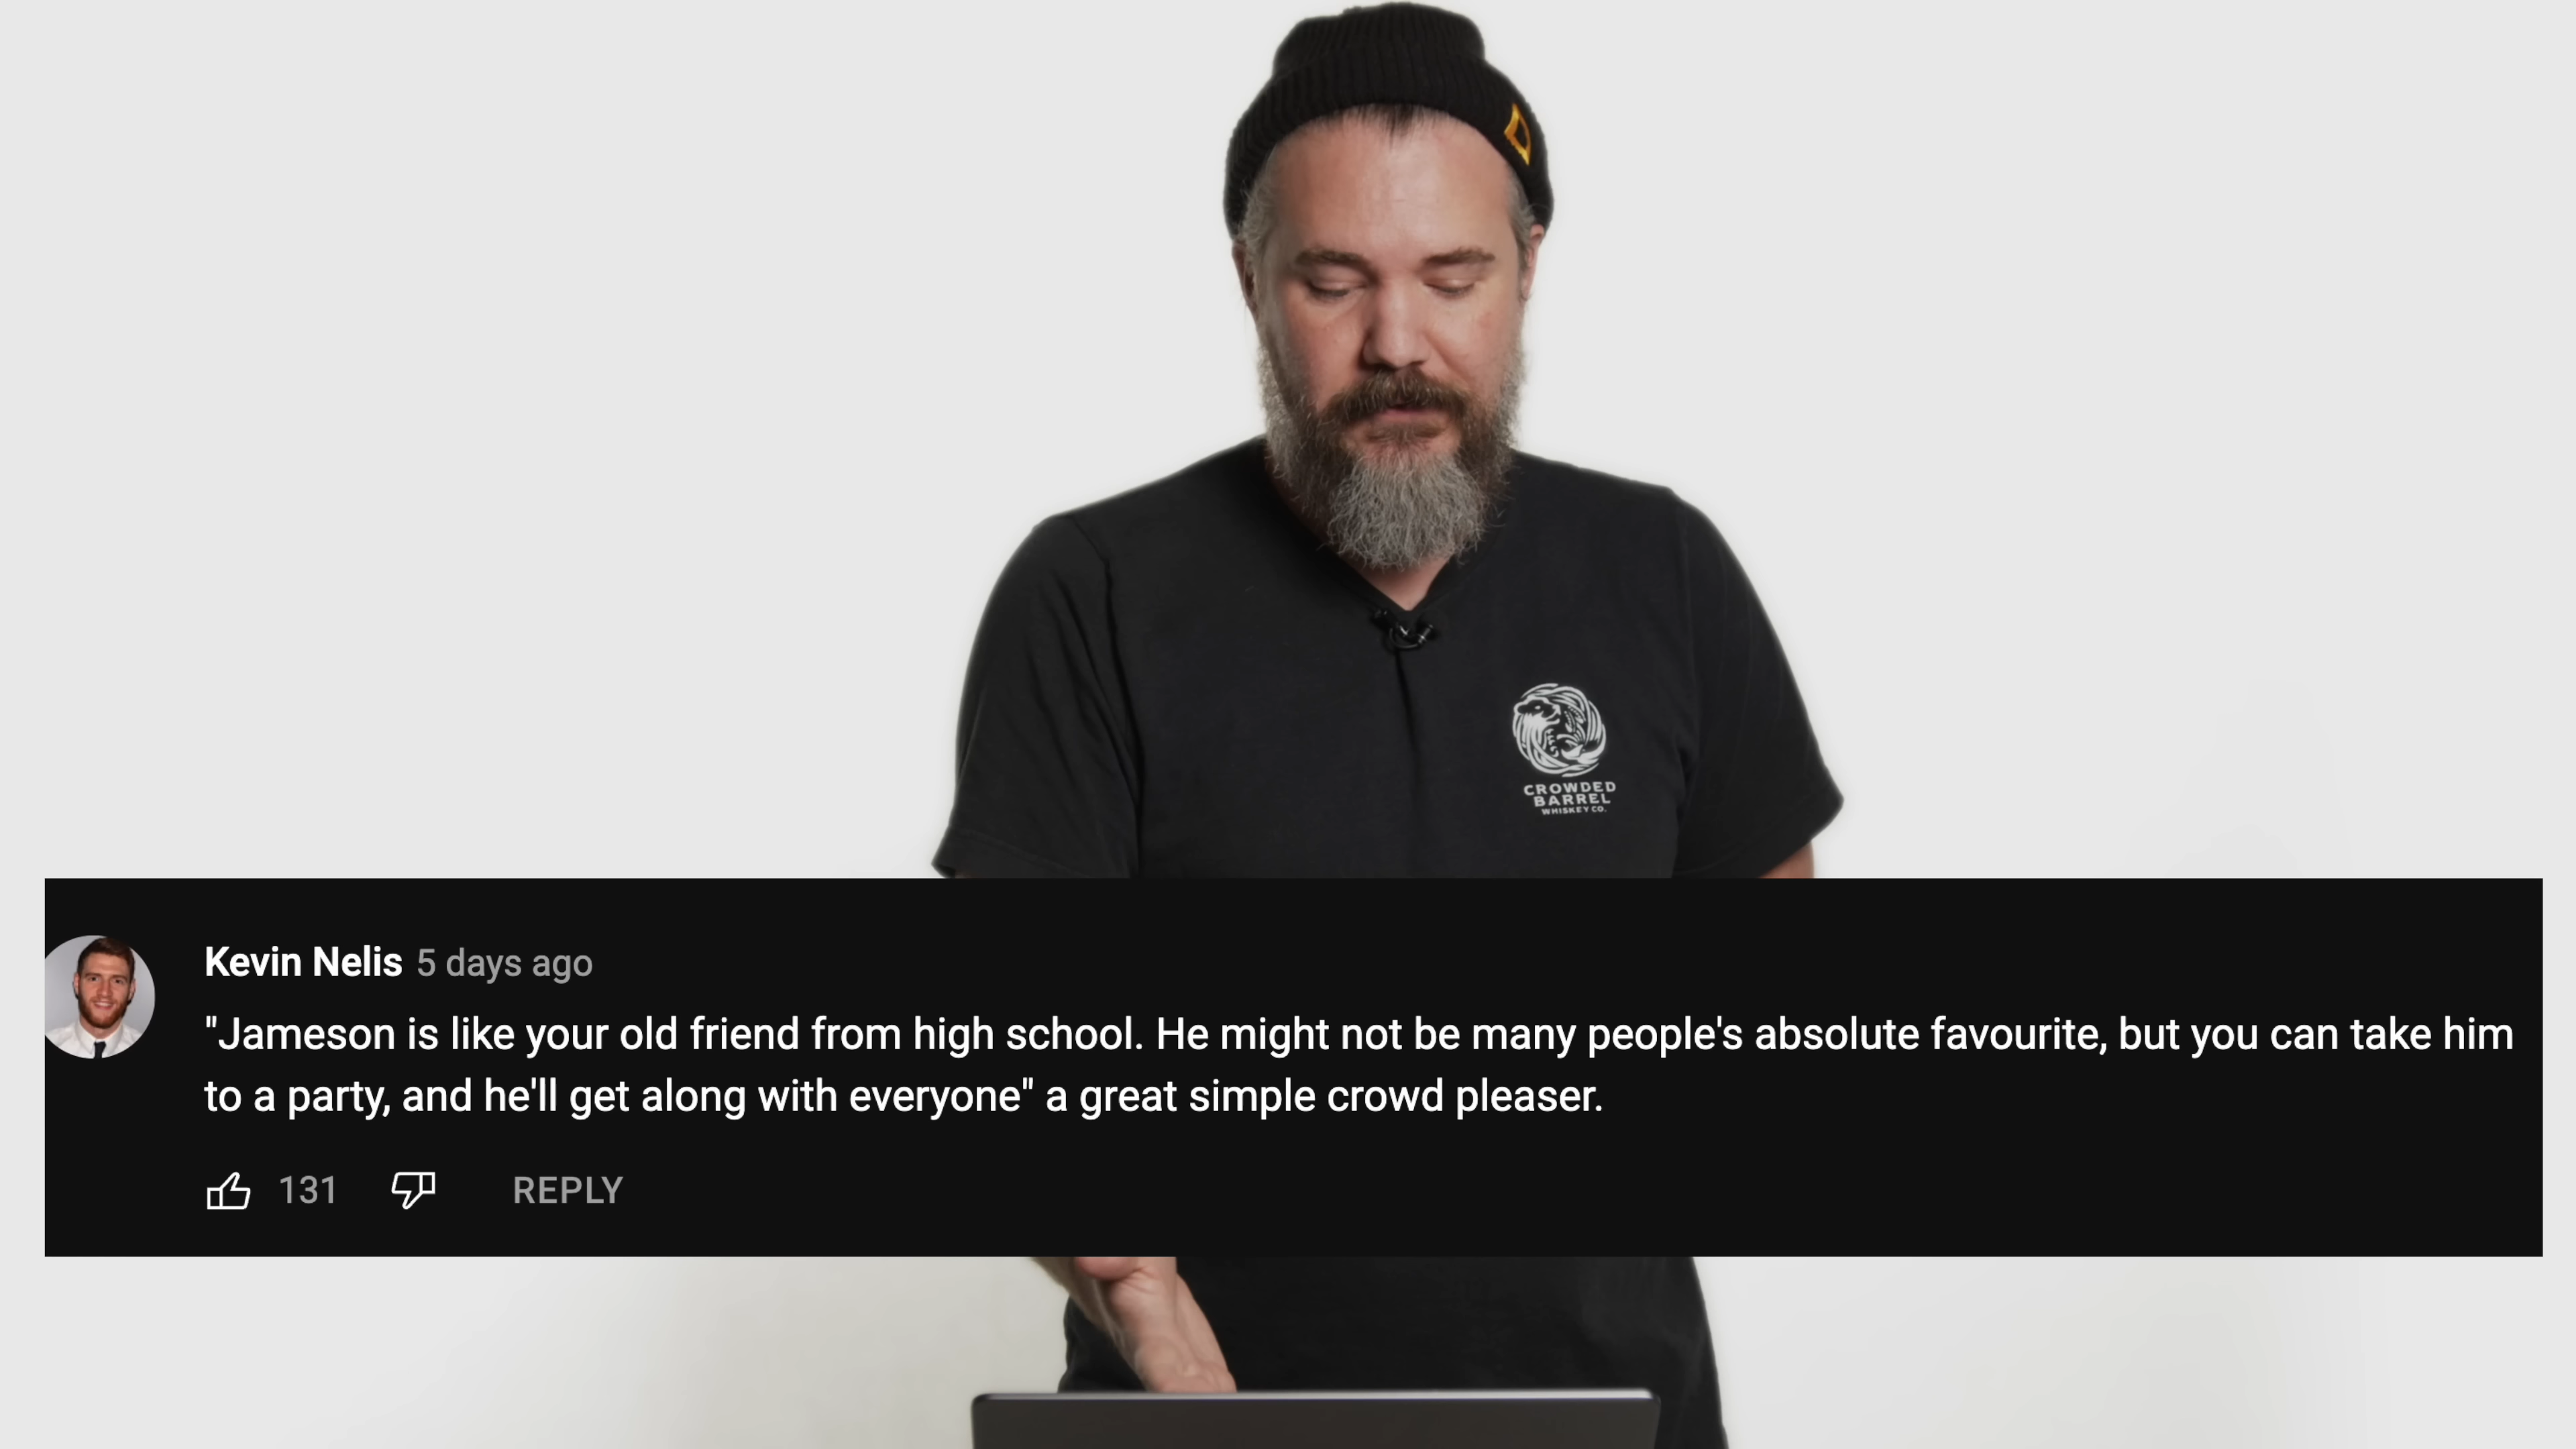 CROWDED
BARREL
WHISKEY CO.
Kevin Nelis 5 days ago
"Jameson is like your old friend from high school. He might not be many people's absolute favourite, but you can take him
to a party, and he'll get along with everyone" a great simple crowd pleaser.
131 REPLY